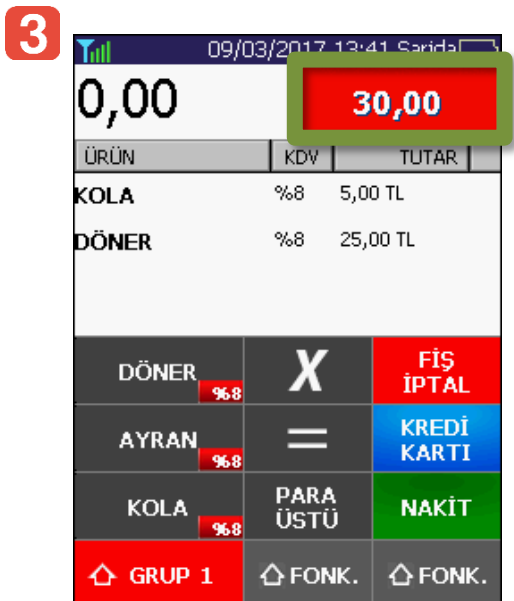 3
09/03/2017 13:41 Sarida
0,00
30,00
ÜRÜN KDV TUTAR
KOLA %8 5,00 TL
DÖNER %8 25,00 TL
DÖNER %8 X FİŞ İPTAL
AYRAN %8 = KREDİ KARTI
KOLA %8 PARA ÜSTÜ NAKİT
GRUP 1 FONK. FONK.